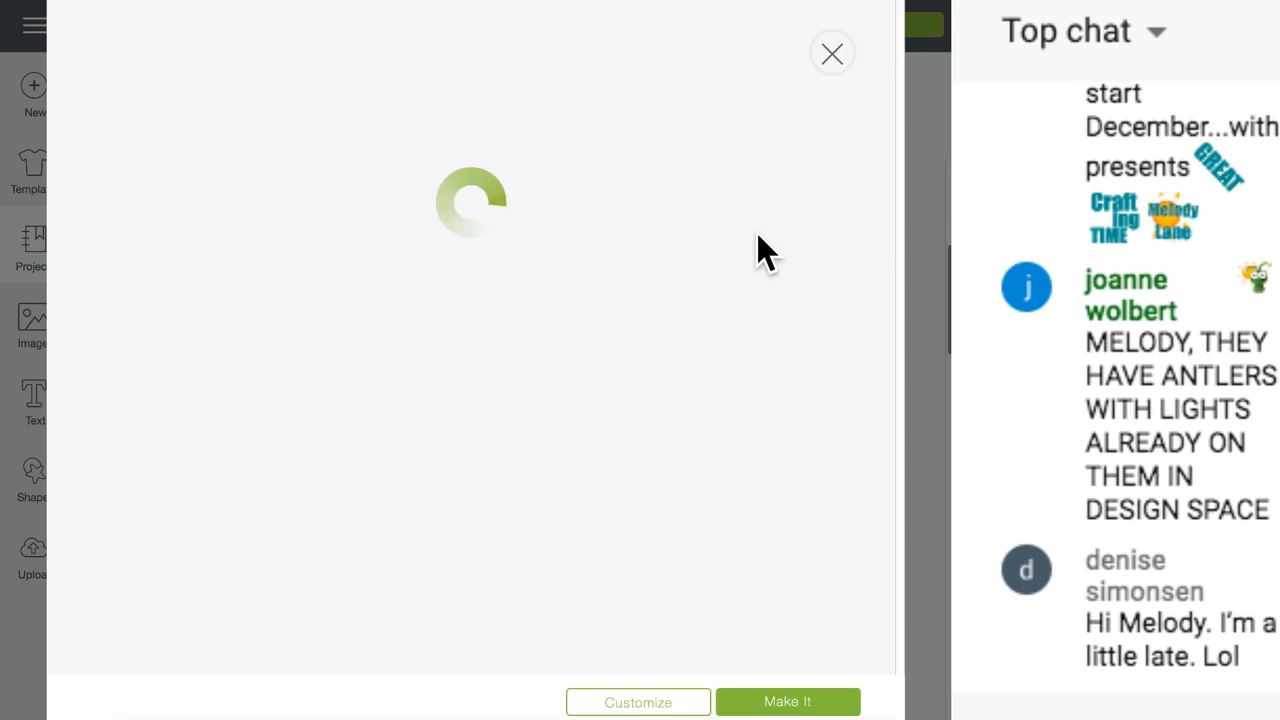 New
Templa
Projec
Image
Text
Shape
Uploa
Customize
Make It
Top chat
start
December...with
presents GREAT
Craft
ing
TIME
Melody
Lane
j
joanne
wolbert
MELODY, THEY
HAVE ANTLERS
WITH LIGHTS
ALREADY ON
THEM IN
DESIGN SPACE
d
denise
simonsen
Hi Melody. I'm a
little late. Lol